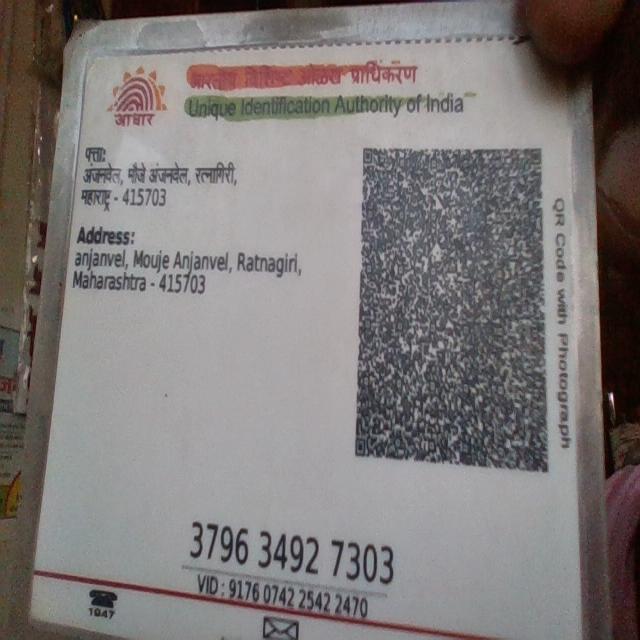 भारतीय विशिष्ट ओळख प्राधिकरण
Unique Identification Authority of India
आधार
पत्ता:
अंजनवेल, मौजे अंजनवेल, रत्नागिरी,
महाराष्ट्र - 415703
Address:
anjanvel, Mouje Anjanvel, Ratnagiri,
Maharashtra - 415703
QR Code with Photograph
3796 3492 7303
VID : 9176 0742 2542 2470
1947